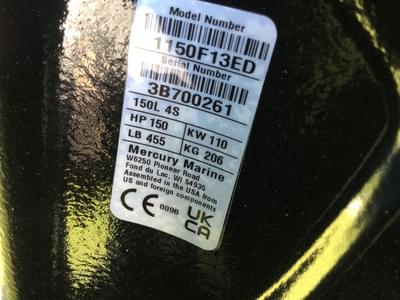 Model Number
1150F13ED
Serial Number
3B700261
150L 4S
HP 150 KW 110
LB 455 KG 206
Mercury Marine
W6250 Pioneer Road
Fond du Lac, WI 54935
Assembled in the USA with
US and foreign components
CE 0098 UK
CA